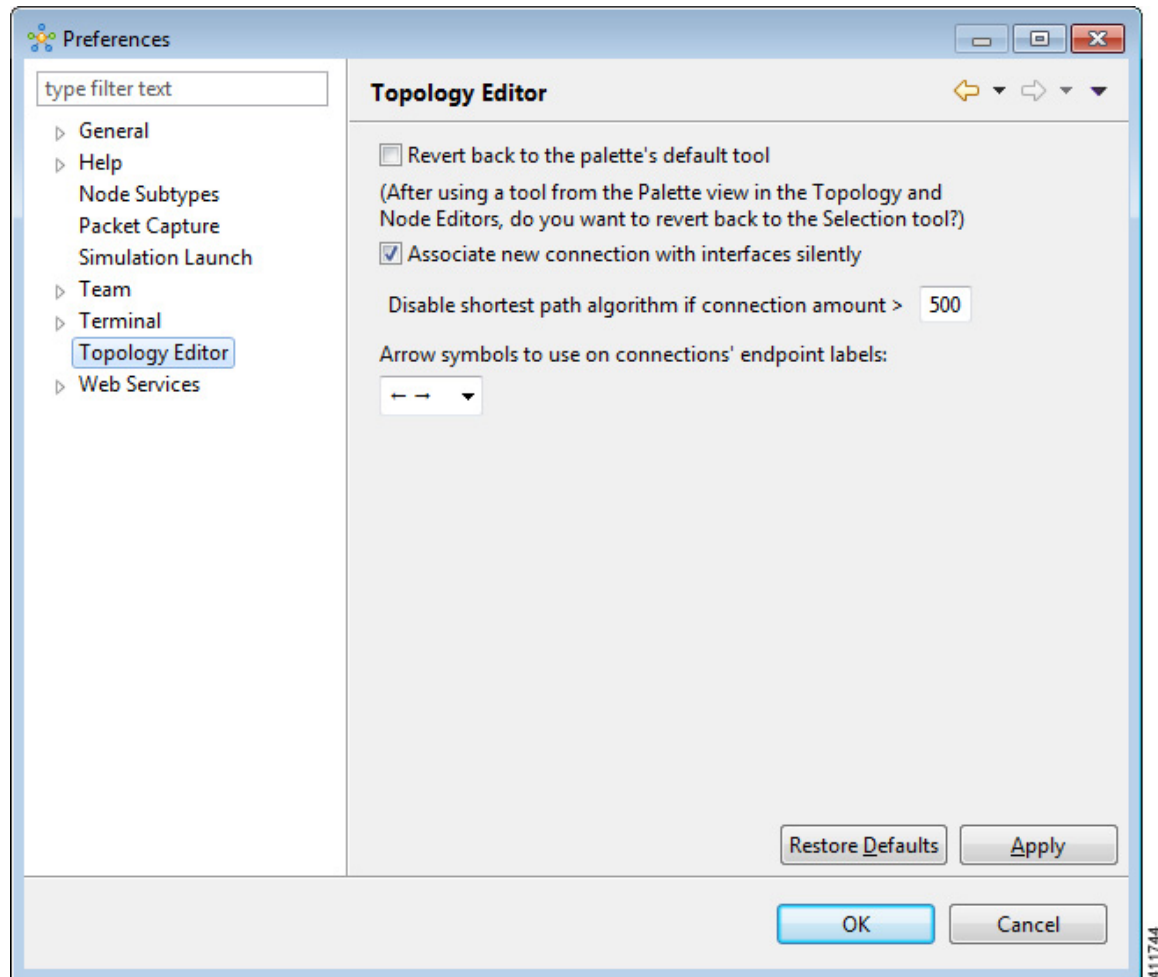 Preferences
type filter text
General
Help
Node Subtypes
Packet Capture
Simulation Launch
Team
Terminal
Topology Editor
Web Services
Topology Editor
Revert back to the palette's default tool
(After using a tool from the Palette view in the Topology and
Node Editors, do you want to revert back to the Selection tool?)
Associate new connection with interfaces silently
Disable shortest path algorithm if connection amount > 500
Arrow symbols to use on connections' endpoint labels:
← →
Restore Defaults Apply
OK Cancel
411744